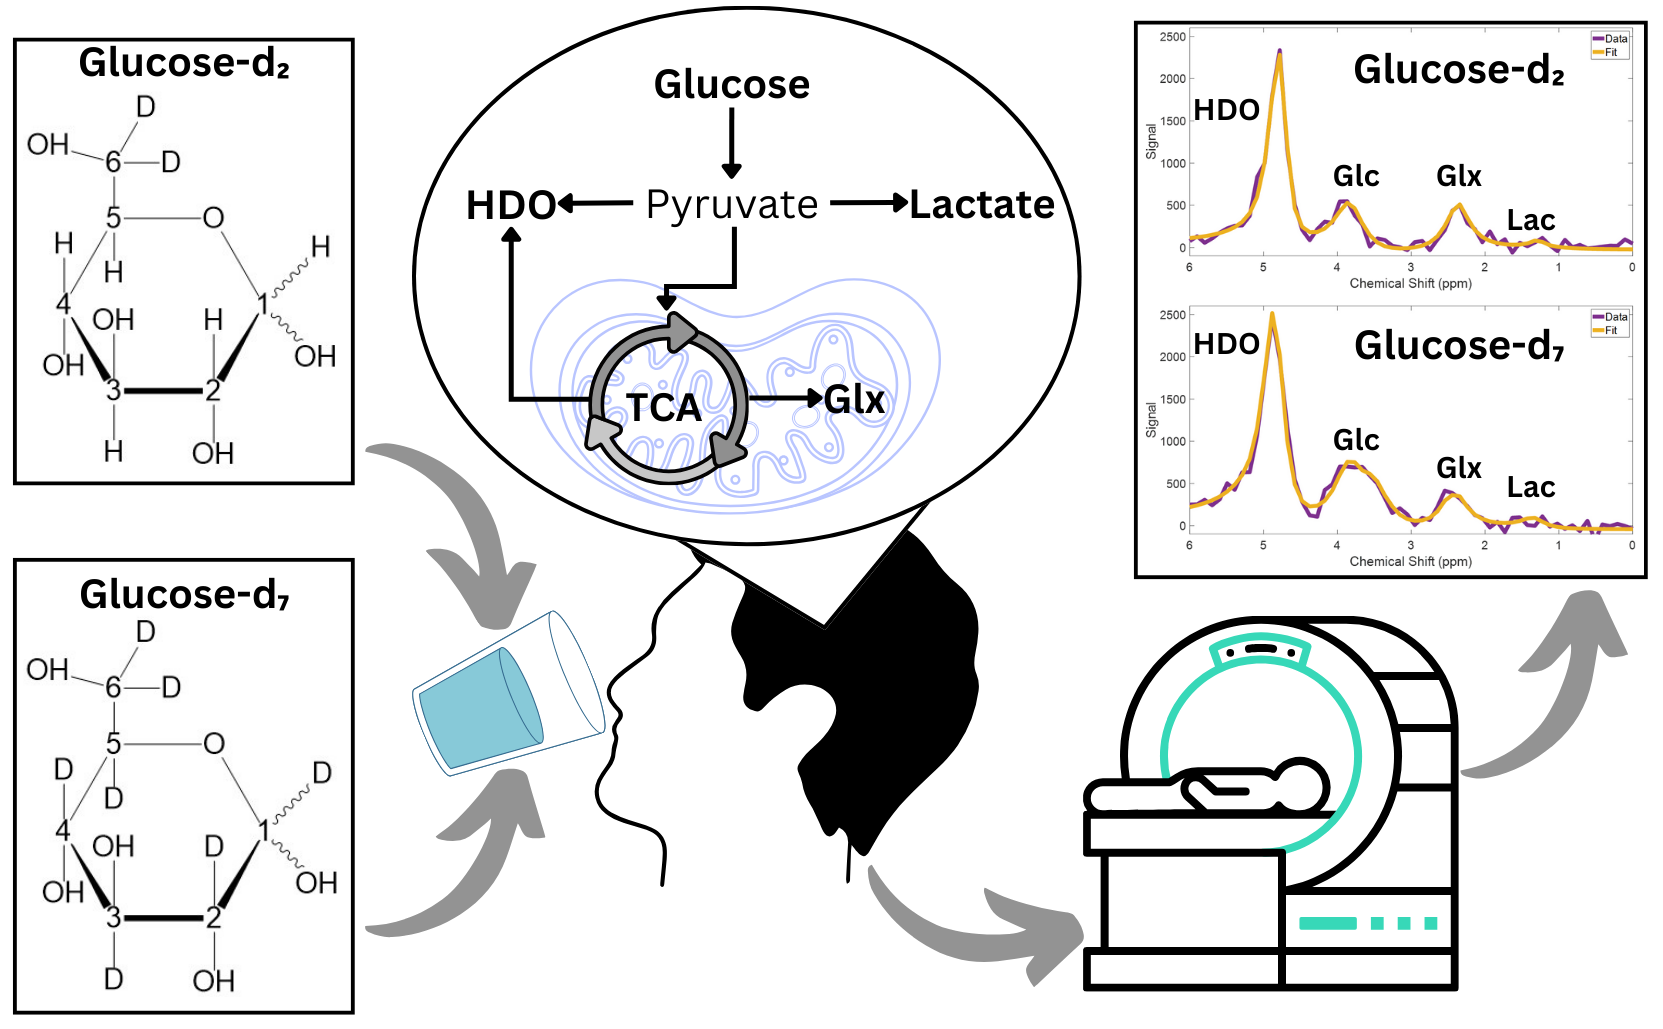 Glucose-d₂
D
OH
6
D
5
O
H
H
H
4
1
OH
H
OH
OH
3
2
H
OH
Glucose-d₇
D
OH
6
D
5
O
D
D
D
4
1
OH
D
OH
OH
3
2
D
OH
Glucose
HDO
Pyruvate
Lactate
TCA
Glx
Glucose-d₂
Data
Fit
HDO
Glc
Glx
Lac
Signal
2500
2000
1500
1000
500
0
6 5 4 3 2 1 0
Chemical Shift (ppm)
Glucose-d₇
Data
Fit
HDO
Glc
Glx
Lac
Signal
2500
2000
1500
1000
500
0
6 5 4 3 2 1 0
Chemical Shift (ppm)